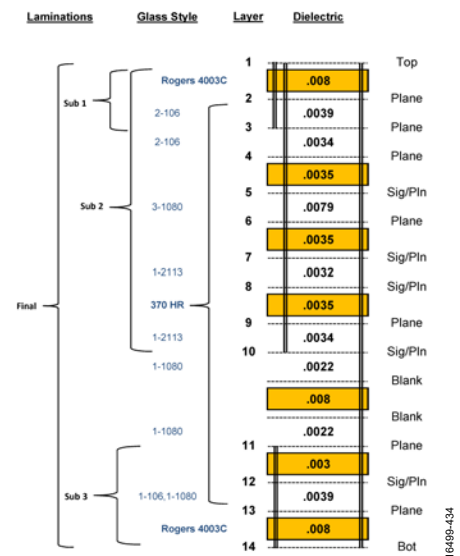 Laminations Glass Style Layer Dielectric
1 Top
Rogers 4003C .008
2 Plane
Sub 1
2-106 .0039
3 Plane
2-106 .0034
4 Plane
.0035
5 Sig/Pln
Sub 2 3-1080 .0079
6 Plane
.0035
7 Sig/Pln
1-2113 .0032
8 Sig/Pln
Final 370 HR .0035
9 Plane
1-2113 .0034
10 Sig/Pln
1-1080 .0022
Blank
.008
Blank
1-1080 .0022
11 Plane
.003
12 Sig/Pln
Sub 3 1-106,1-1080 .0039
13 Plane
Rogers 4003C .008
14 Bot
16499-434